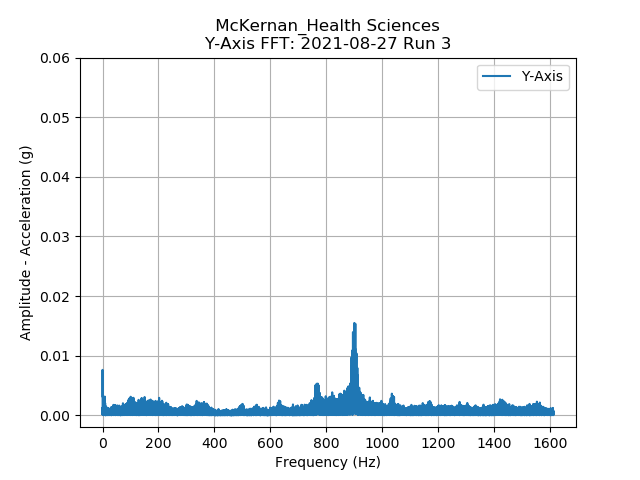 McKernan_Health Sciences
Y-Axis FFT: 2021-08-27 Run 3
Y-Axis
0.06
0.05
0.04
0.03
0.02
0.01
0.00
Amplitude - Acceleration (g)
0 200 400 600 800 1000 1200 1400 1600
Frequency (Hz)